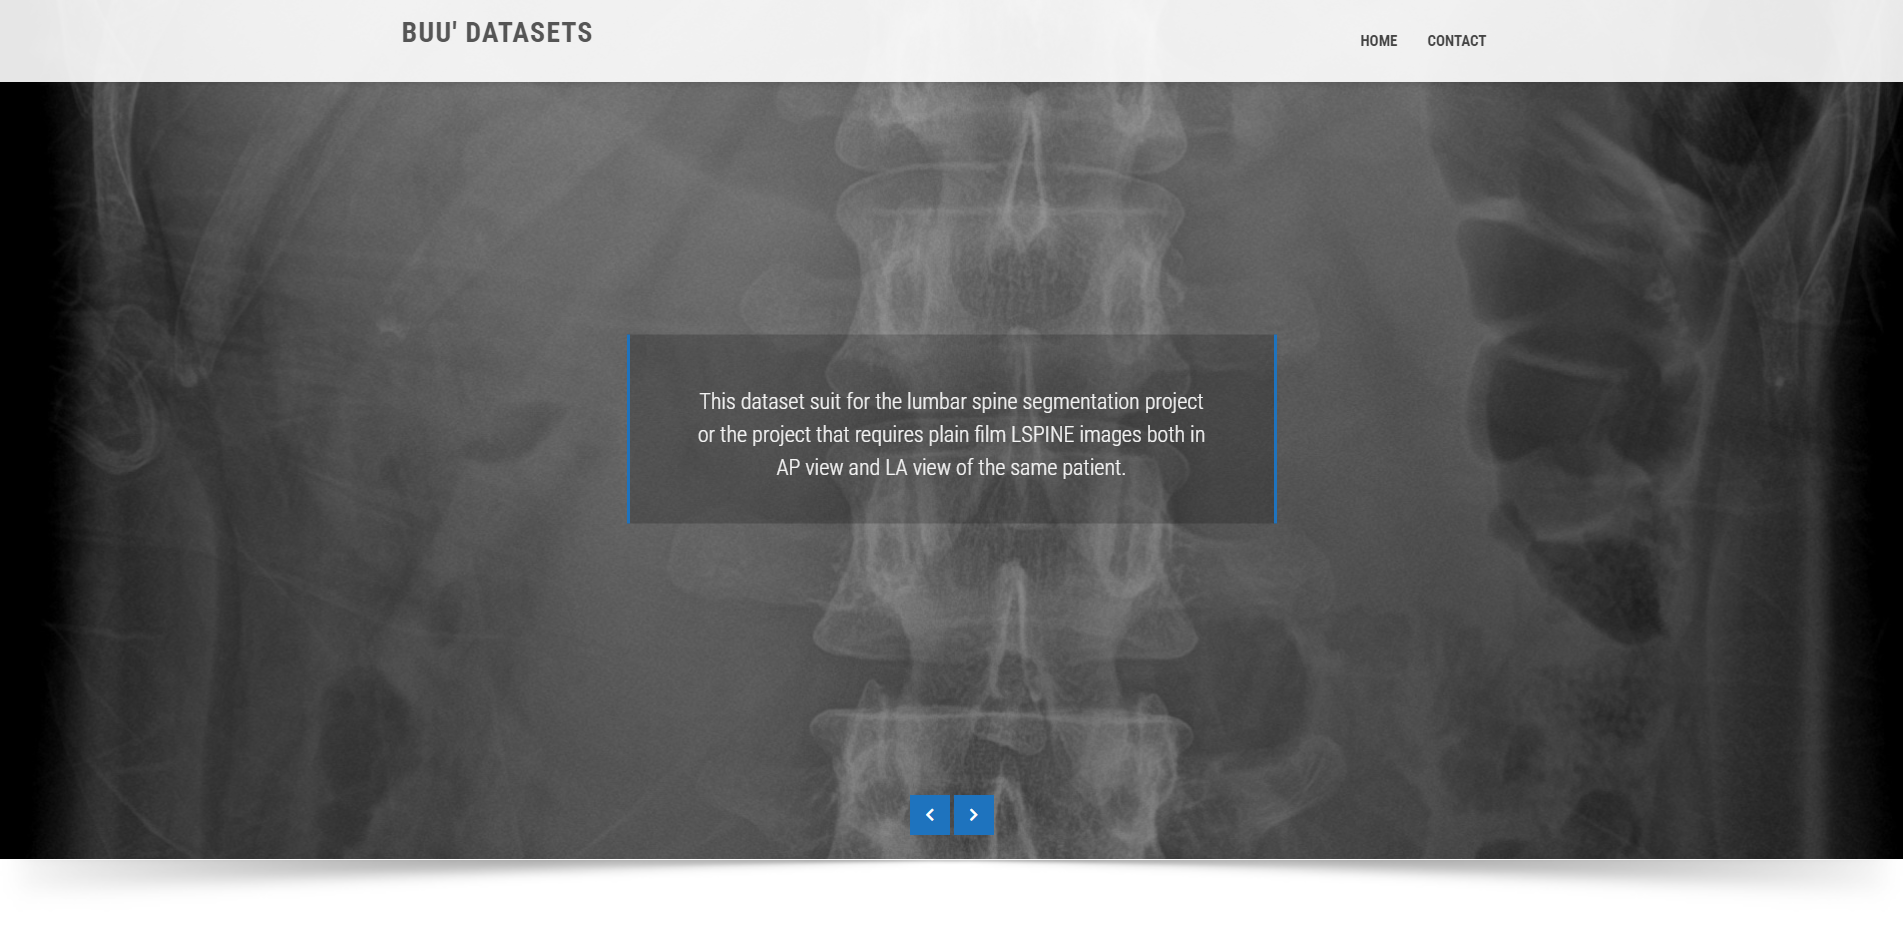 BUU' DATASETS
HOME CONTACT
This dataset suit for the lumbar spine segmentation project
or the project that requires plain film LSPINE images both in
AP view and LA view of the same patient.